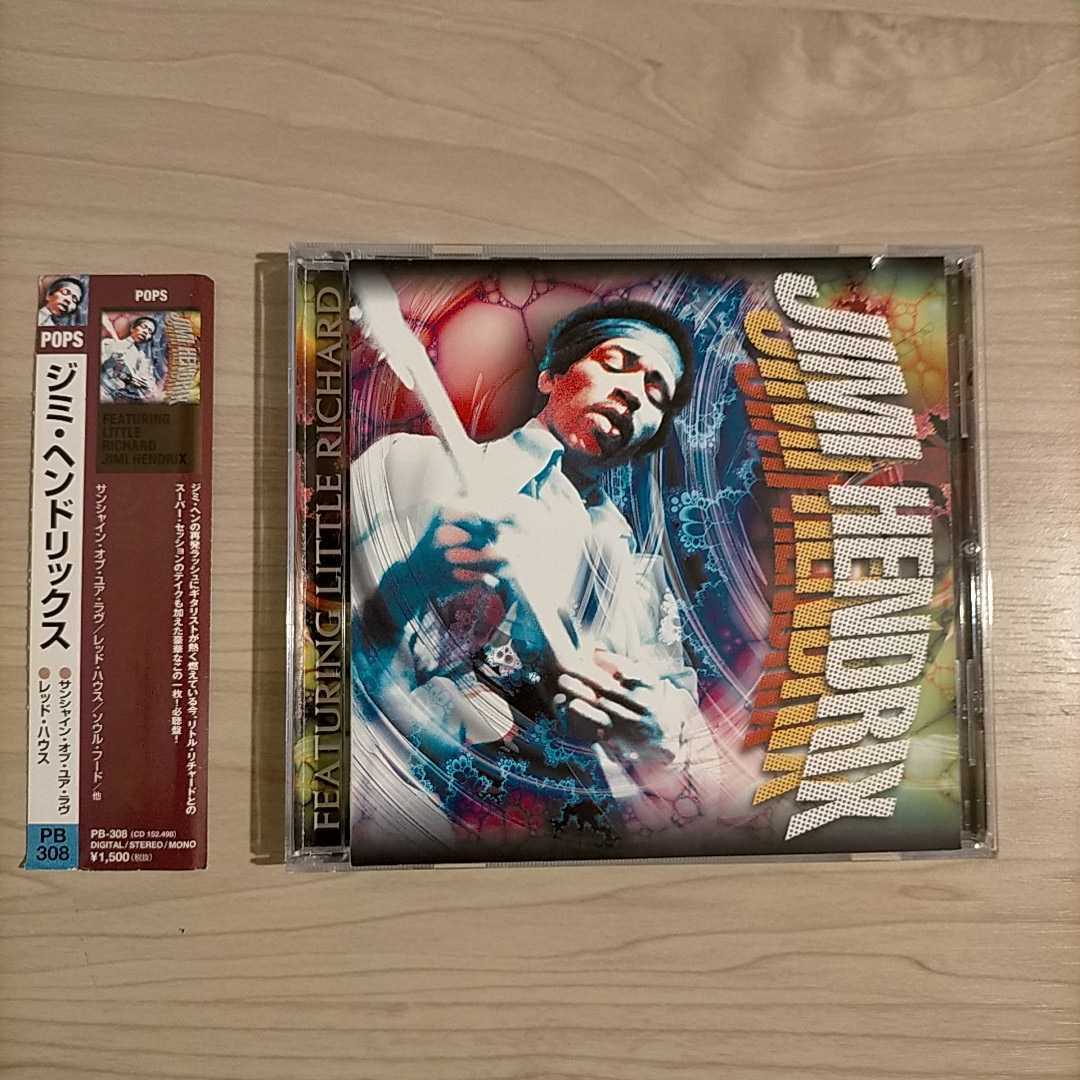 POPS
ジミ・ヘンドリックス
●サンシャイン・オブ・ユア・ラヴ
●レッド・ハウス
PB
308
POPS
JIMI HENDRIX
FEATURING
LITTLE
RICHARD
JIMI HENDRIX
ジミ・ヘンの再発ラッシュにギタリストが熱く燃えている今、リトル・リチャードとの
スーパー・セッションのテイクも加えた豪華なこの一枚!必聴盤!
サンシャイン・オブ・ユア・ラヴ/レッド・ハウス/ソウル・フード/他
PB-308 (CD 152.498)
DIGITAL/STEREO/MONO
¥1,500(税抜)
FEATURING LITTLE RICHARD
JIMI HENDRIX
JIMI HENDRIX
JIMI HENDRIX